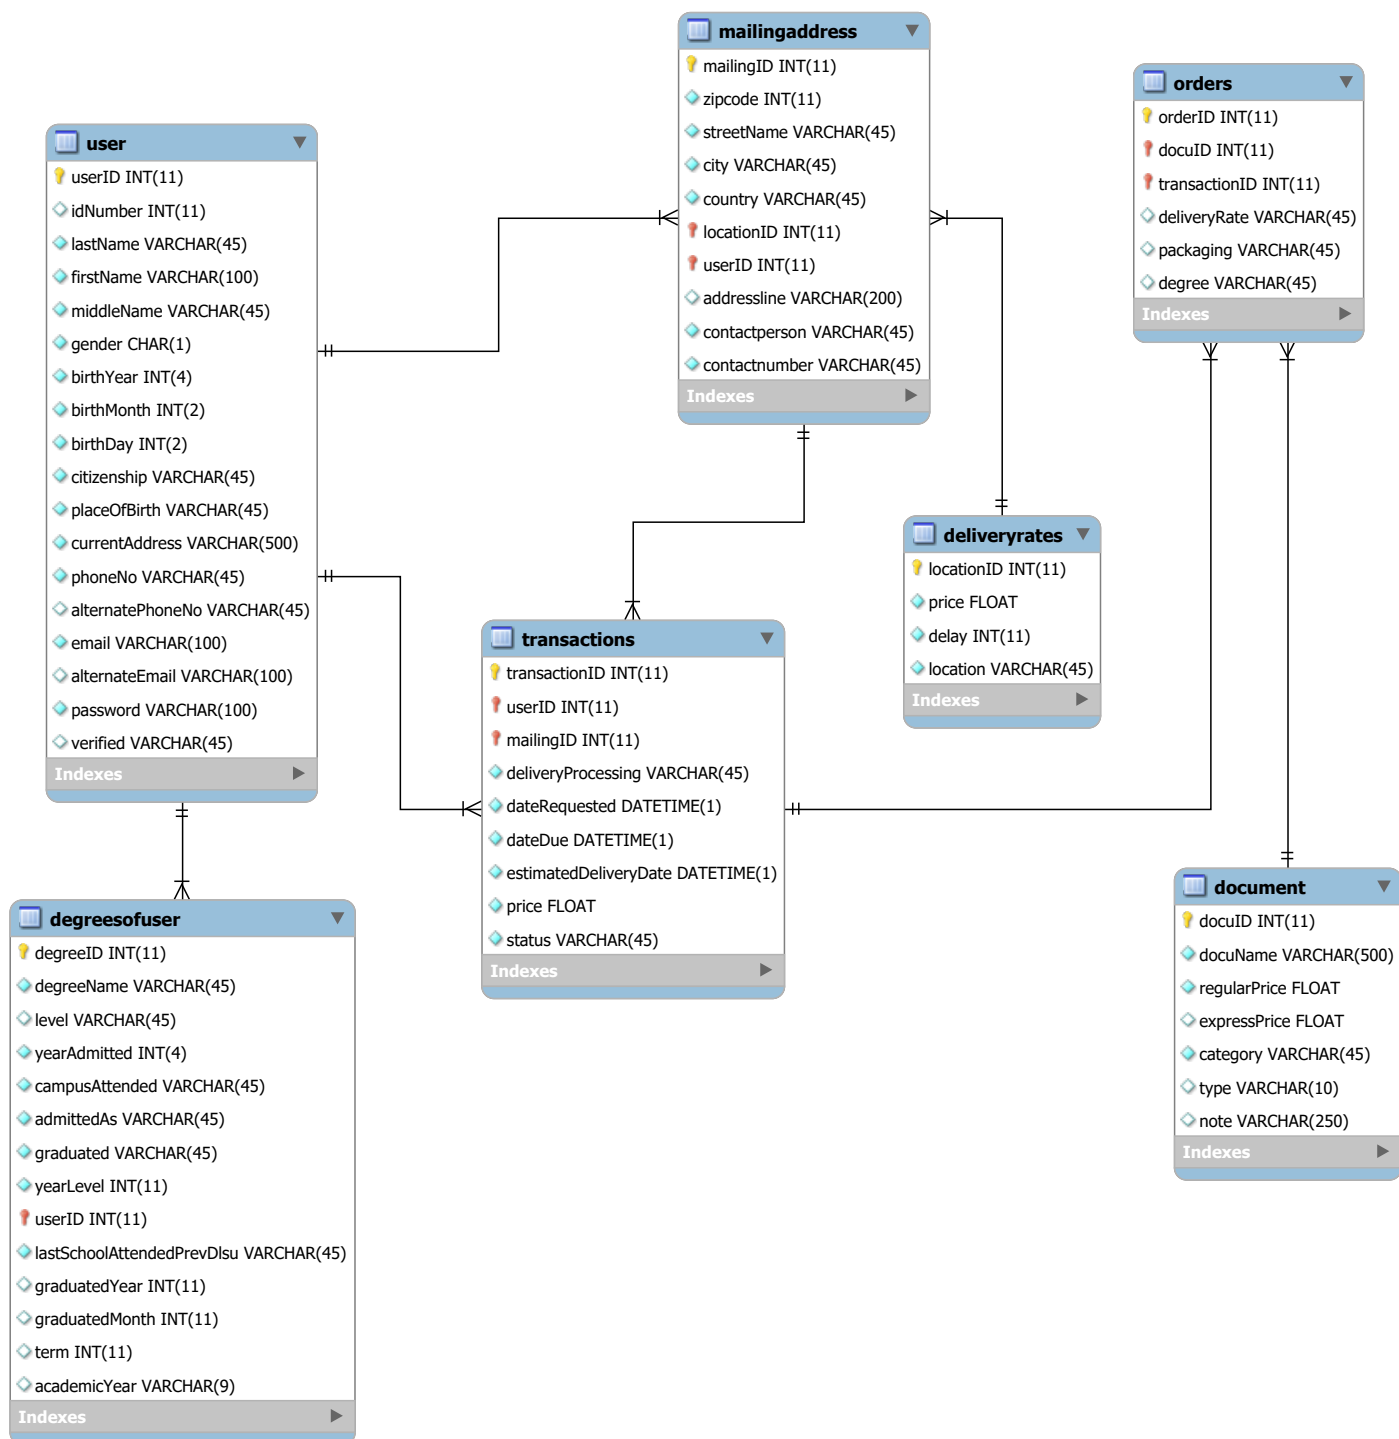 mailingaddress
mailingID INT(11)
zipcode INT(11)
streetName VARCHAR(45)
city VARCHAR(45)
country VARCHAR(45)
locationID INT(11)
userID INT(11)
addressline VARCHAR(200)
contactperson VARCHAR(45)
contactnumber VARCHAR(45)
Indexes
orders
orderID INT(11)
docuID INT(11)
transactionID INT(11)
deliveryRate VARCHAR(45)
packaging VARCHAR(45)
degree VARCHAR(45)
Indexes
user
userID INT(11)
idNumber INT(11)
lastName VARCHAR(45)
firstName VARCHAR(100)
middleName VARCHAR(45)
gender CHAR(1)
birthYear INT(4)
birthMonth INT(2)
birthDay INT(2)
citizenship VARCHAR(45)
placeOfBirth VARCHAR(45)
currentAddress VARCHAR(500)
phoneNo VARCHAR(45)
alternatePhoneNo VARCHAR(45)
email VARCHAR(100)
alternateEmail VARCHAR(100)
password VARCHAR(100)
verified VARCHAR(45)
Indexes
deliveryrates
locationID INT(11)
price FLOAT
delay INT(11)
location VARCHAR(45)
Indexes
transactions
transactionID INT(11)
userID INT(11)
mailingID INT(11)
deliveryProcessing VARCHAR(45)
dateRequested DATETIME(1)
dateDue DATETIME(1)
estimatedDeliveryDate DATETIME(1)
price FLOAT
status VARCHAR(45)
Indexes
document
docuID INT(11)
docuName VARCHAR(500)
regularPrice FLOAT
expressPrice FLOAT
category VARCHAR(45)
type VARCHAR(10)
note VARCHAR(250)
Indexes
degreesofuser
degreeID INT(11)
degreeName VARCHAR(45)
level VARCHAR(45)
yearAdmitted INT(4)
campusAttended VARCHAR(45)
admittedAs VARCHAR(45)
graduated VARCHAR(45)
yearLevel INT(11)
userID INT(11)
lastSchoolAttendedPrevDlsu VARCHAR(45)
graduatedYear INT(11)
graduatedMonth INT(11)
term INT(11)
academicYear VARCHAR(9)
Indexes